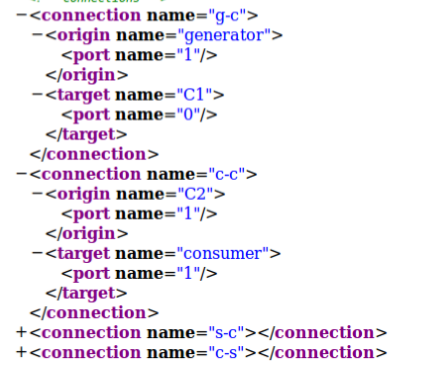 −<connection name="g-c">
−<origin name="generator">
<port name="1"/>
</origin>
−<target name="C1">
<port name="0"/>
</target>
</connection>
−<connection name="c-c">
−<origin name="C2">
<port name="1"/>
</origin>
−<target name="consumer">
<port name="1"/>
</target>
</connection>
+<connection name="s-c"></connection>
+<connection name="c-s"></connection>